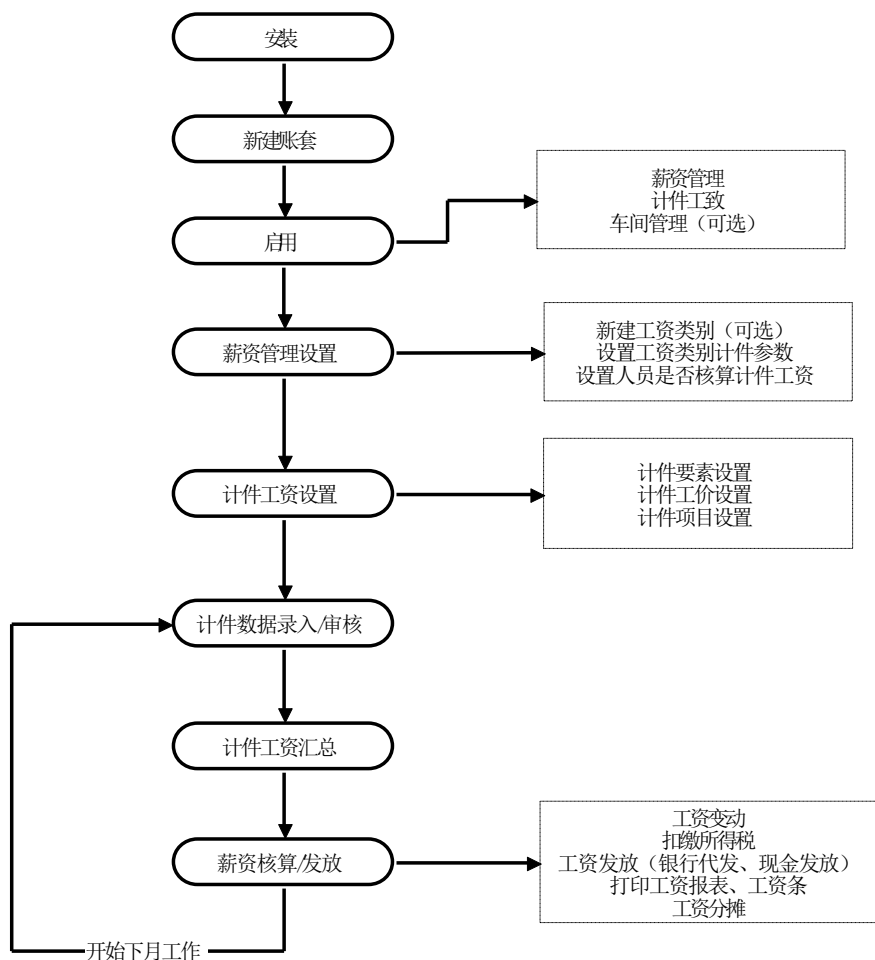 安装
新建账套
启用
薪资管理
计件工致
车间管理（可选）
薪资管理设置
新建工资类别（可选）
设置工资类别计件参数
设置人员是否核算计件工资
计件工资设置
计件要素设置
计件工价设置
计件项目设置
计件数据录入/审核
计件工资汇总
薪资核算/发放
工资变动
扣缴所得税
工资发放（银行代发、现金发放）
打印工资报表、工资条
工资分摊
开始下月工作